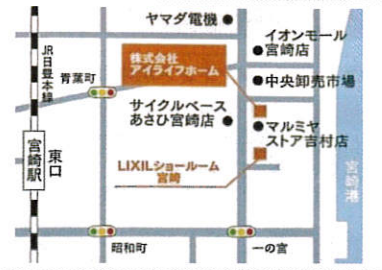 ヤマダ電機
イオンモール
宮崎店
JR日豊本線
株式会社
アイライフホーム
青葉町
中央卸売市場
サイクルベース
あさひ宮崎店
マルミヤ
ストア吉村店
宮崎駅
東口
LIXILショールーム
宮崎
宮崎港
昭和町
一の宮